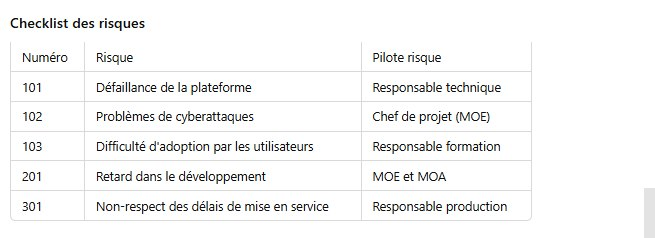 Checklist des risques
Numéro Risque Pilote risque
101 Défaillance de la plateforme Responsable technique
102 Problèmes de cyberattaques Chef de projet (MOE)
103 Difficulté d'adoption par les utilisateurs Responsable formation
201 Retard dans le développement MOE et MOA
301 Non-respect des délais de mise en service Responsable production